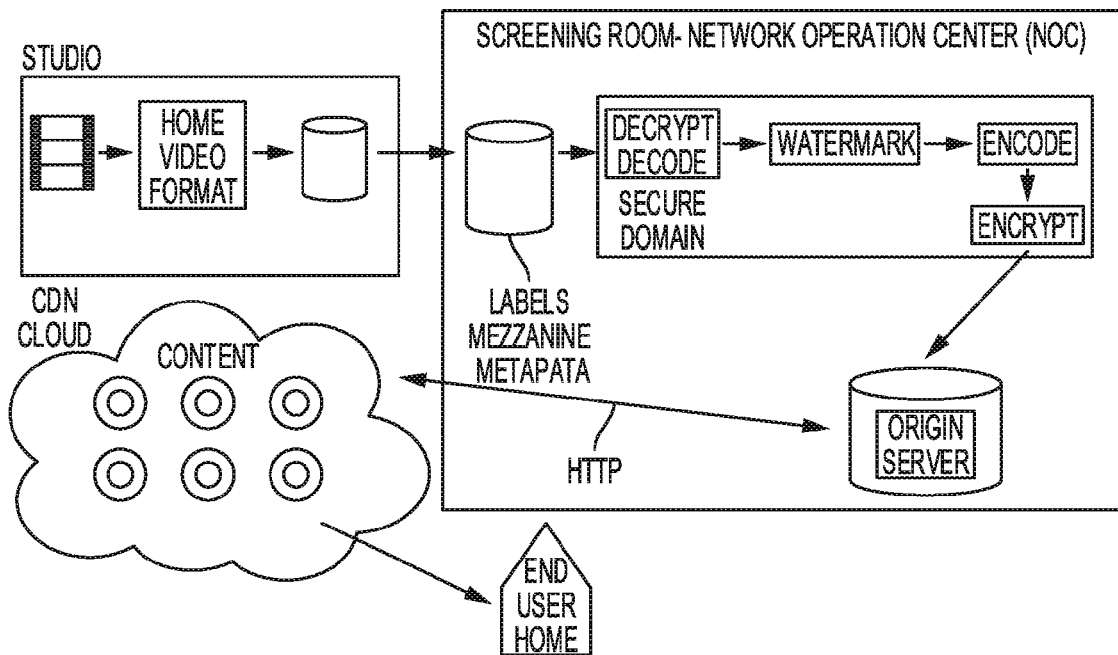 SCREENING ROOM- NETWORK OPERATION CENTER (NOC)
STUDIO
HOME
VIDEO
FORMAT
DECRYPT
DECODE
WATERMARK
ENCODE
SECURE
DOMAIN
ENCRYPT
LABELS
MEZZANINE
METAPATA
CDN
CLOUD
CONTENT
HTTP
ORIGIN
SERVER
END
USER
HOME